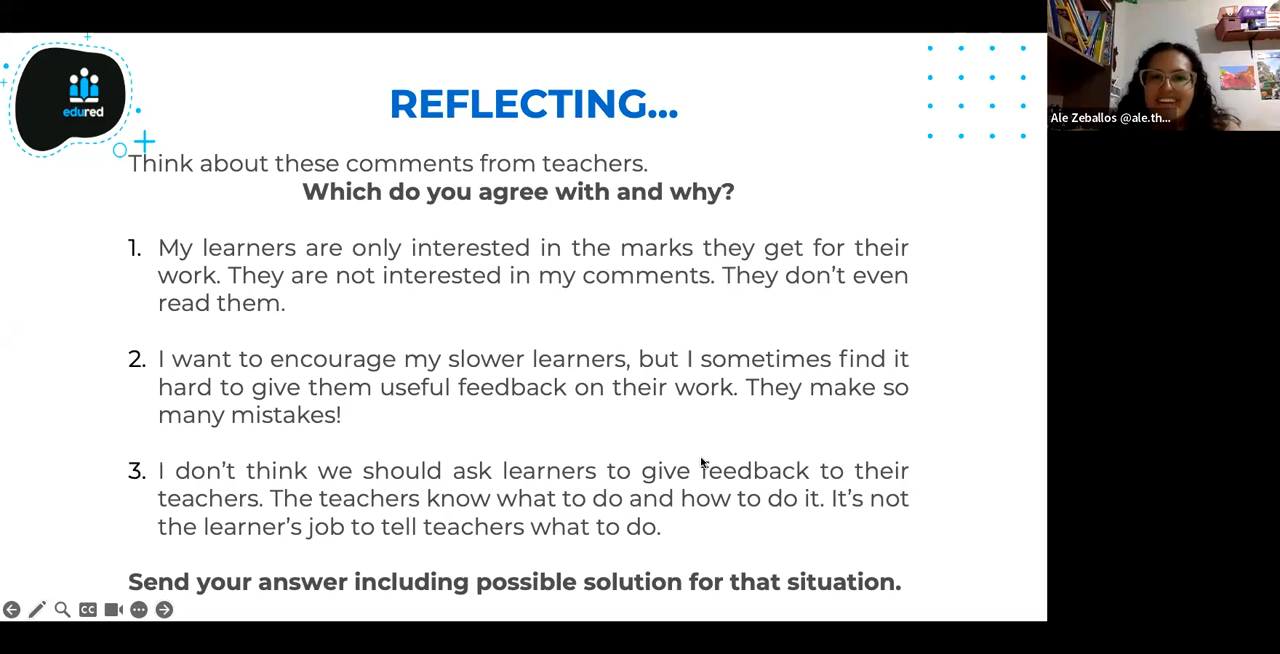 edured
REFLECTING...
Think about these comments from teachers.
Which do you agree with and why?
1. My learners are only interested in the marks they get for their
work. They are not interested in my comments. They don't even
read them.
2. I want to encourage my slower learners, but I sometimes find it
hard to give them useful feedback on their work. They make so
many mistakes!
3. I don't think we should ask learners to give feedback to their
teachers. The teachers know what to do and how to do it. It's not
the learner's job to tell teachers what to do.
Send your answer including possible solution for that situation.
CC
Ale Zeballos @ale.th...